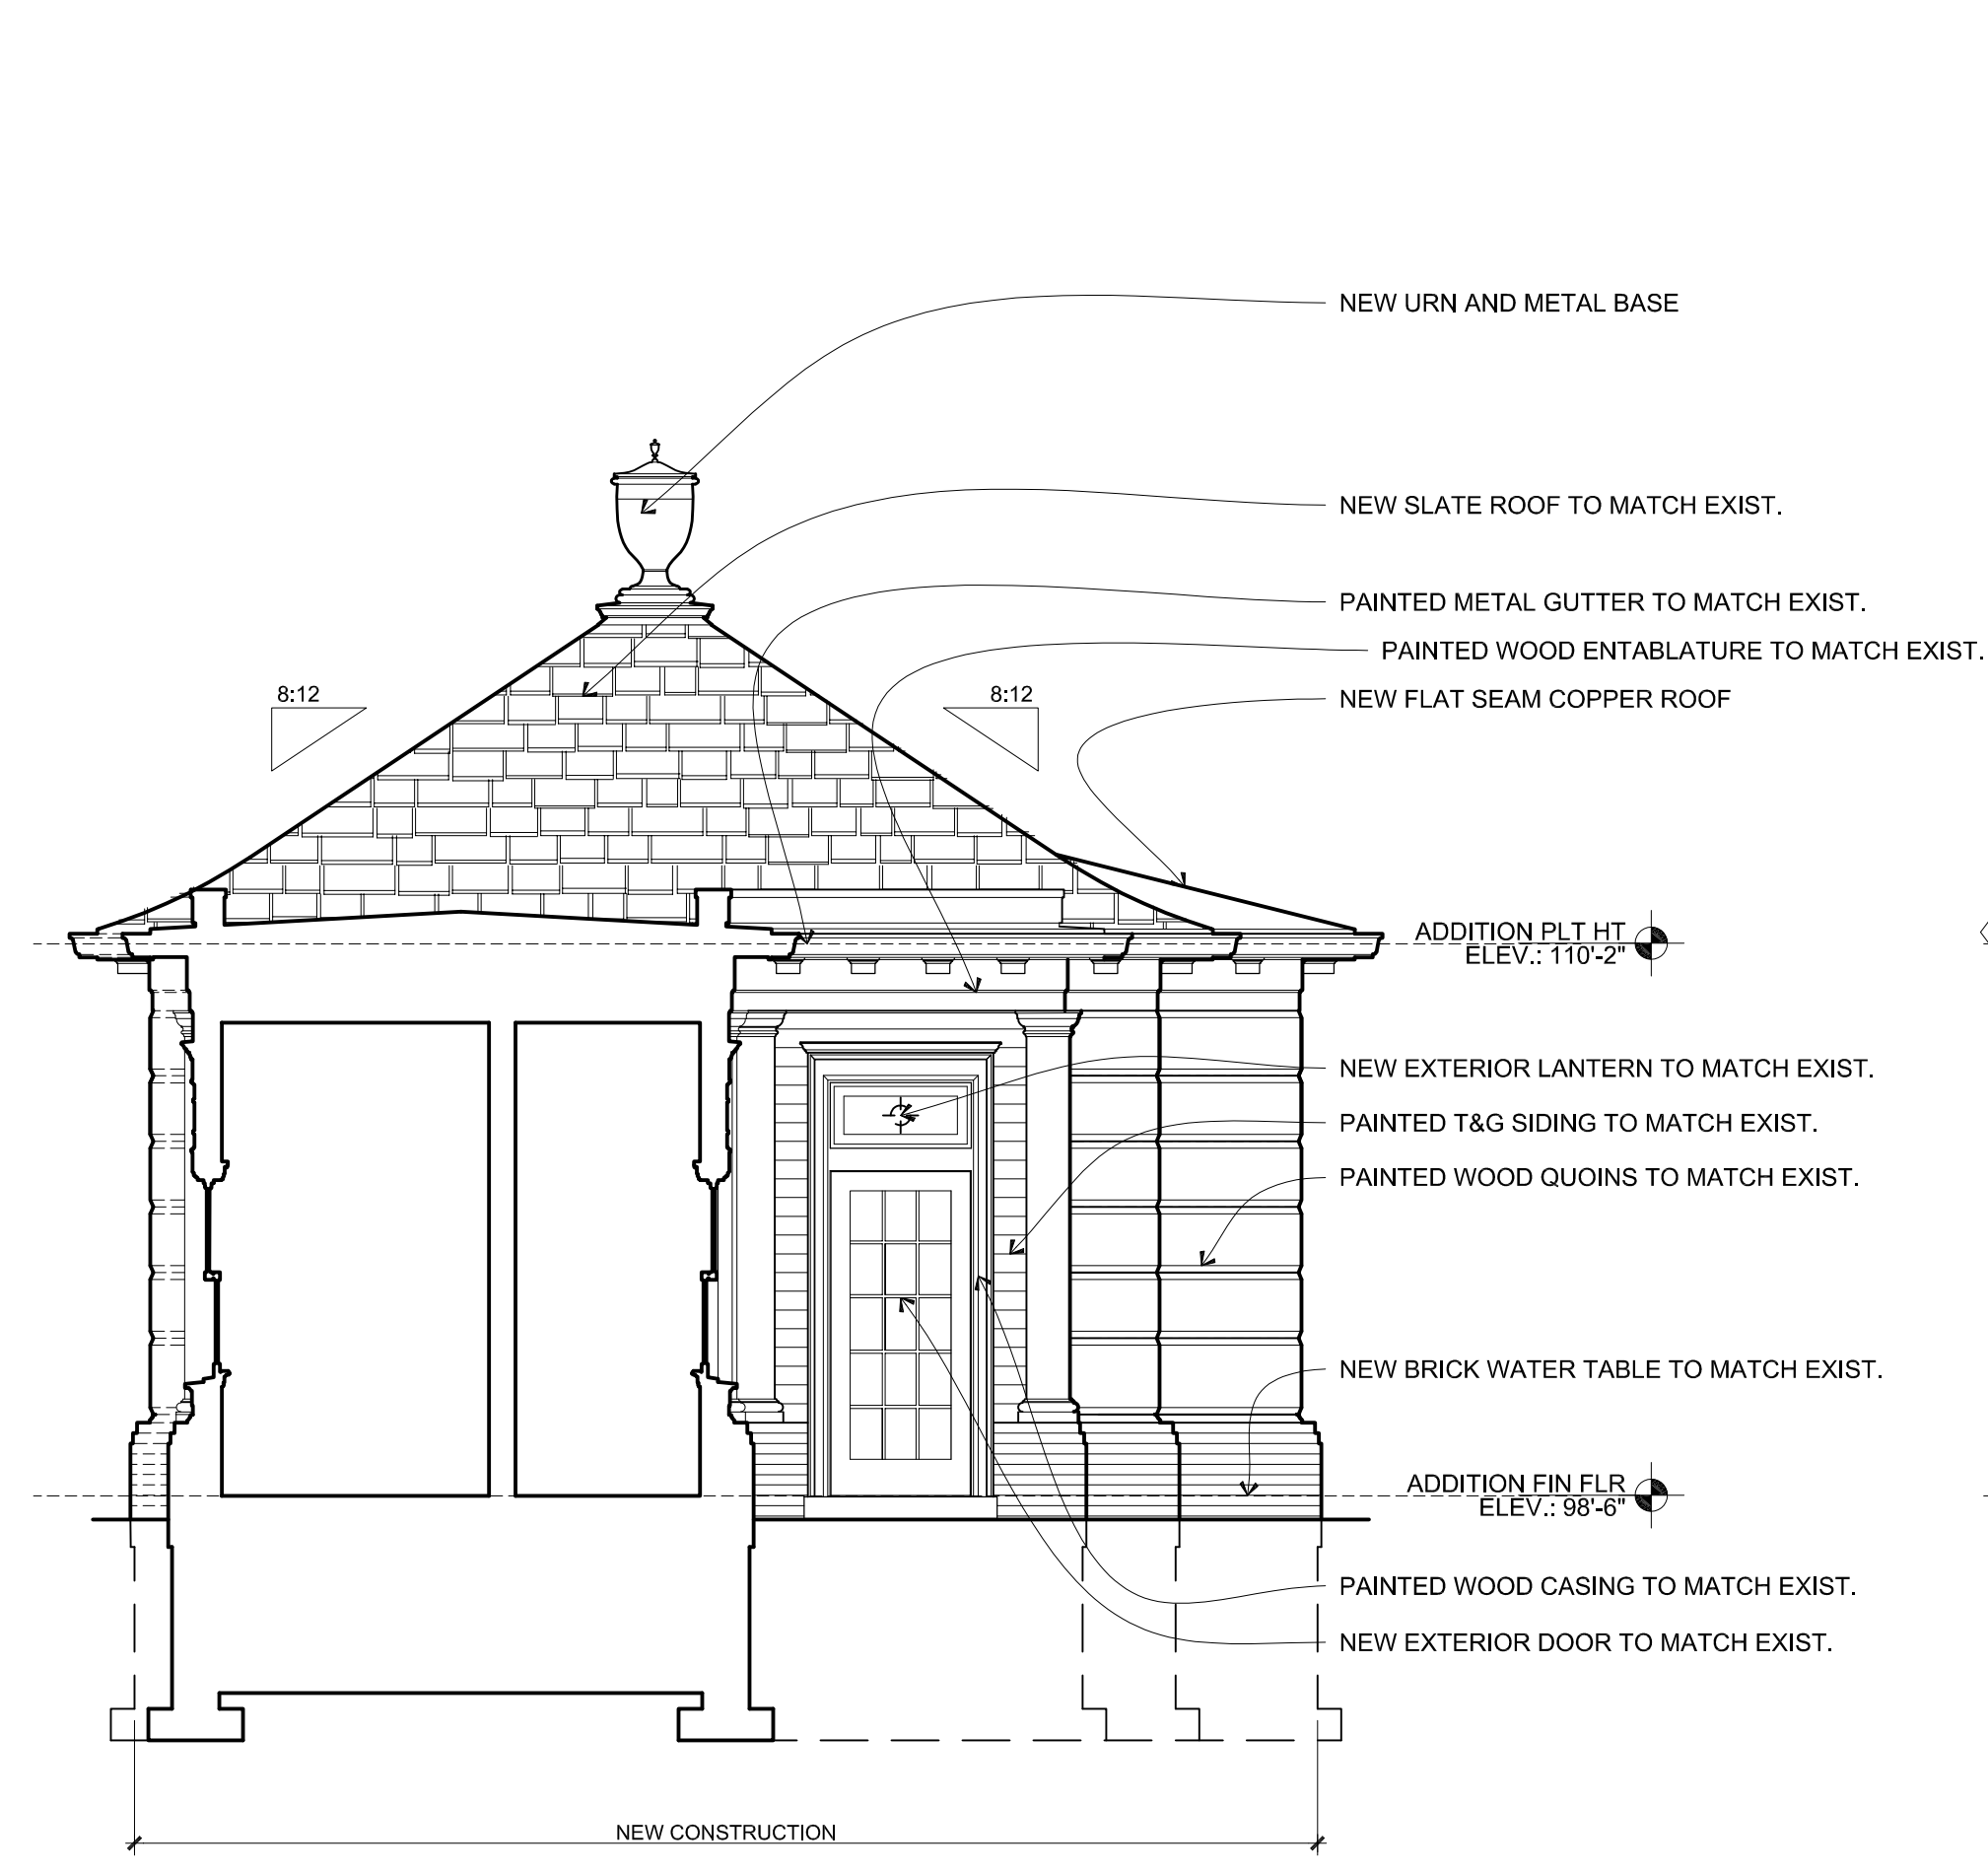 NEW URN AND METAL BASE
NEW SLATE ROOF TO MATCH EXIST.
PAINTED METAL GUTTER TO MATCH EXIST.
PAINTED WOOD ENTABLATURE TO MATCH EXIST.
8:12
8:12
NEW FLAT SEAM COPPER ROOF
ADDITION PLT HT
ELEV.: 110'-2"
NEW EXTERIOR LANTERN TO MATCH EXIST.
PAINTED T&G SIDING TO MATCH EXIST.
PAINTED WOOD QUOINS TO MATCH EXIST.
NEW BRICK WATER TABLE TO MATCH EXIST.
ADDITION FIN FLR
ELEV.: 98'-6"
PAINTED WOOD CASING TO MATCH EXIST.
NEW EXTERIOR DOOR TO MATCH EXIST.
NEW CONSTRUCTION